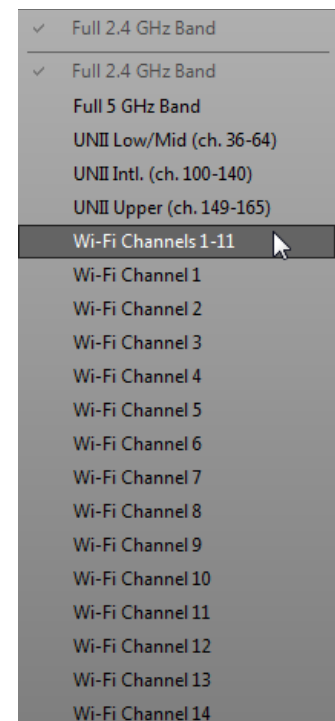 Full 2.4 GHz Band
Full 2.4 GHz Band
Full 5 GHz Band
UNII Low/Mid (ch. 36-64)
UNII Intl. (ch. 100-140)
UNII Upper (ch. 149-165)
Wi-Fi Channels 1-11
Wi-Fi Channel 1
Wi-Fi Channel 2
Wi-Fi Channel 3
Wi-Fi Channel 4
Wi-Fi Channel 5
Wi-Fi Channel 6
Wi-Fi Channel 7
Wi-Fi Channel 8
Wi-Fi Channel 9
Wi-Fi Channel 10
Wi-Fi Channel 11
Wi-Fi Channel 12
Wi-Fi Channel 13
Wi-Fi Channel 14